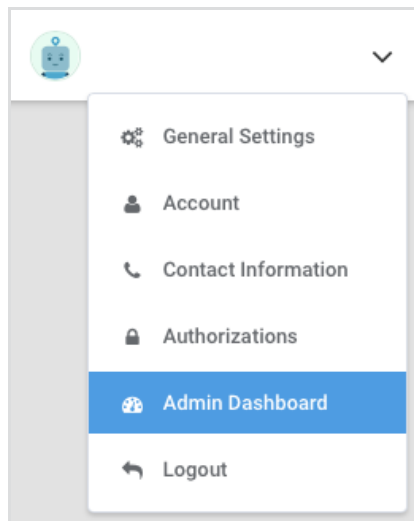 General Settings
Account
Contact Information
Authorizations
Admin Dashboard
Logout